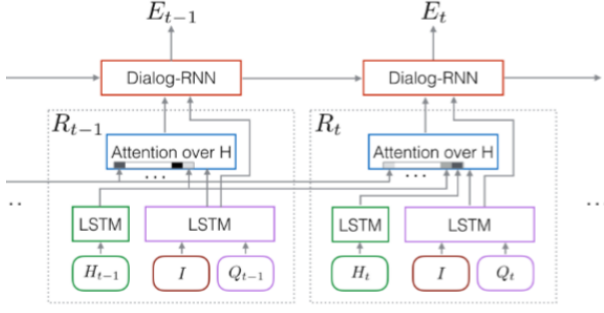 E_{t-1} E_t
Dialog-RNN Dialog-RNN
R_{t-1} R_t
Attention over H Attention over H
... ...
.. ...
LSTM LSTM LSTM LSTM
H_{t-1} I Q_{t-1} H_t I Q_t